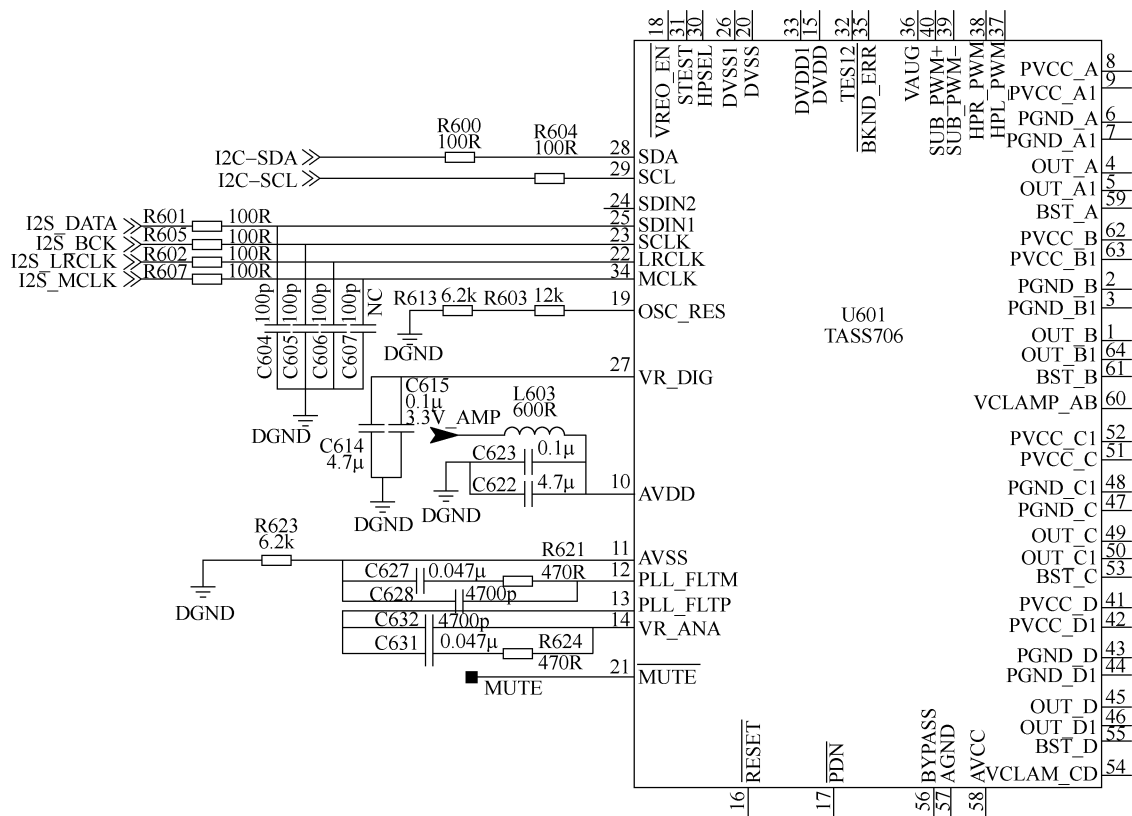 18
31
30
26
20
33
15
32
35
36
40
39
38
37
VREO_EN
STEST
HPSEL
DVSS1
DVSS
DVDD1
DVDD
TES12
BKND_ERR
VAUG
SUB_PWM+
SUB_PWM−
HPR_PWM
HPL_PWM
I2C−SDA
R600
100R
R604
100R
28
SDA
I2C−SCL
29
SCL
24
SDIN2
I2S_DATA
R601
100R
25
SDIN1
I2S_BCK
R605
100R
23
SCLK
I2S_LRCLK
R602
100R
22
LRCLK
I2S_MCLK
R607
100R
34
MCLK
C604
100p
C605
100p
C606
100p
C607
100p
NC
DGND
R613
6.2k
R603
12k
19
OSC_RES
DGND
27
VR_DIG
C615
0.1μ
3.3V_AMP
C614
4.7μ
DGND
L603
600R
C623
0.1μ
C622
4.7μ
DGND
10
AVDD
R623
6.2k
DGND
11
AVSS
R621
470R
C627
0.047μ
12
PLL_FLTM
C628
4700p
13
PLL_FLTP
C632
4700p
14
VR_ANA
C631
0.047μ
R624
470R
21
MUTE
MUTE
U601
TASS706
PVCC_A
8
PVCC_A1
9
PGND_A
6
PGND_A1
7
OUT_A
4
OUT_A1
5
BST_A
59
PVCC_B
62
PVCC_B1
63
PGND_B
2
PGND_B1
3
OUT_B
1
OUT_B1
64
BST_B
61
VCLAMP_AB
60
PVCC_C1
52
PVCC_C
51
PGND_C1
48
PGND_C
47
OUT_C
49
OUT_C1
50
BST_C
53
PVCC_D
41
PVCC_D1
42
PGND_D
43
PGND_D1
44
OUT_D
45
OUT_D1
46
BST_D
55
VCLAM_CD
54
RESET
PDN
BYPASS
AGND
AVCC
16
17
56
57
58